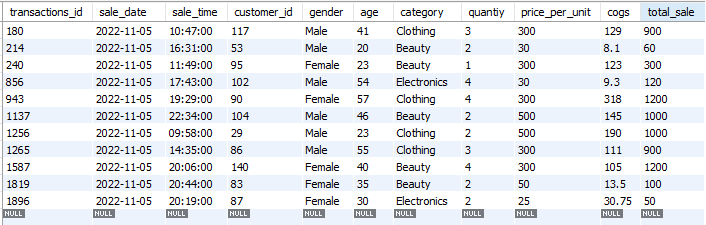 transactions_id sale_date sale_time customer_id gender age category quantiy price_per_unit cogs total_sale
180 2022-11-05 10:47:00 117 Male 41 Clothing 3 300 129 900
214 2022-11-05 16:31:00 53 Male 20 Beauty 2 30 8.1 60
240 2022-11-05 11:49:00 95 Female 23 Beauty 1 300 123 300
856 2022-11-05 17:43:00 102 Male 54 Electronics 4 30 9.3 120
943 2022-11-05 19:29:00 90 Female 57 Clothing 4 300 318 1200
1137 2022-11-05 22:34:00 104 Male 46 Beauty 2 500 145 1000
1256 2022-11-05 09:58:00 29 Male 23 Clothing 2 500 190 1000
1265 2022-11-05 14:35:00 86 Male 55 Clothing 3 300 111 900
1587 2022-11-05 20:06:00 140 Female 40 Beauty 4 300 105 1200
1819 2022-11-05 20:44:00 83 Female 35 Beauty 2 50 13.5 100
1896 2022-11-05 20:19:00 87 Female 30 Electronics 2 25 30.75 50
NULL NULL NULL NULL NULL NULL NULL NULL NULL NULL NULL